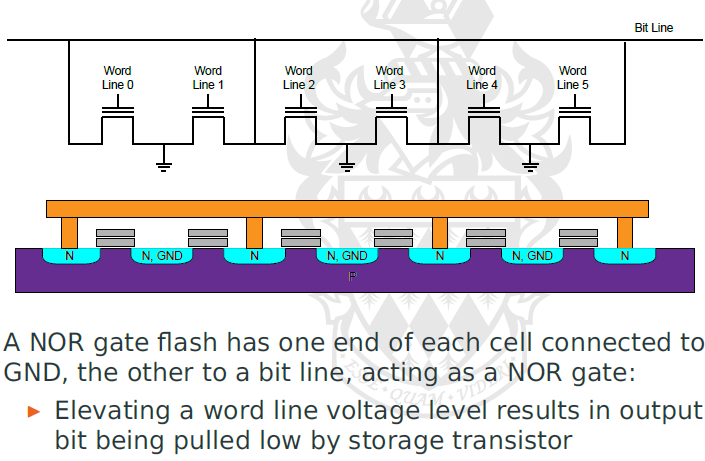 Bit Line
Word Word Word Word Word Word
Line 0 Line 1 Line 2 Line 3 Line 4 Line 5
N N, GND N N, GND N N, GND N
P
A NOR gate flash has one end of each cell connected to
GND, the other to a bit line, acting as a NOR gate:
► Elevating a word line voltage level results in output
bit being pulled low by storage transistor